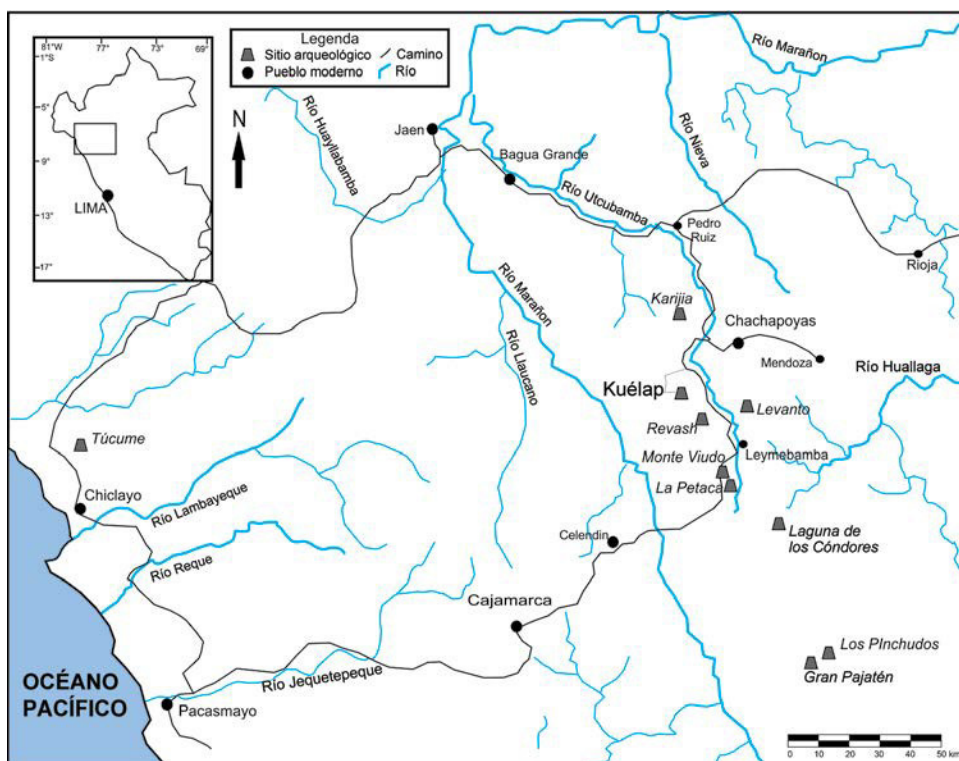 81°W
77°
73°
69°
1°S
5°
9°
13°
17°
LIMA
Legenda
Sitio arqueológico
Camino
Pueblo moderno
Río
N
Río Marañon
Río Huayllabamba
Jaen
Bagua Grande
Río Nieva
Río Utcubamba
Pedro
Ruiz
Rioja
Río Marañon
Karijia
Río Llaucano
Chachapoyas
Mendoza
Río Huallaga
Kuélap
Levanto
Revash
Túcume
Monte Viudo
Leymebamba
La Petaca
Chiclayo
Río Lambayeque
Laguna de
los Cóndores
Celendín
Río Reque
Cajamarca
Los PInchudos
Gran Pajatén
OCÉANO
PACÍFICO
Río Jequetepeque
Pacasmayo
0 10 20 30 40 50 km